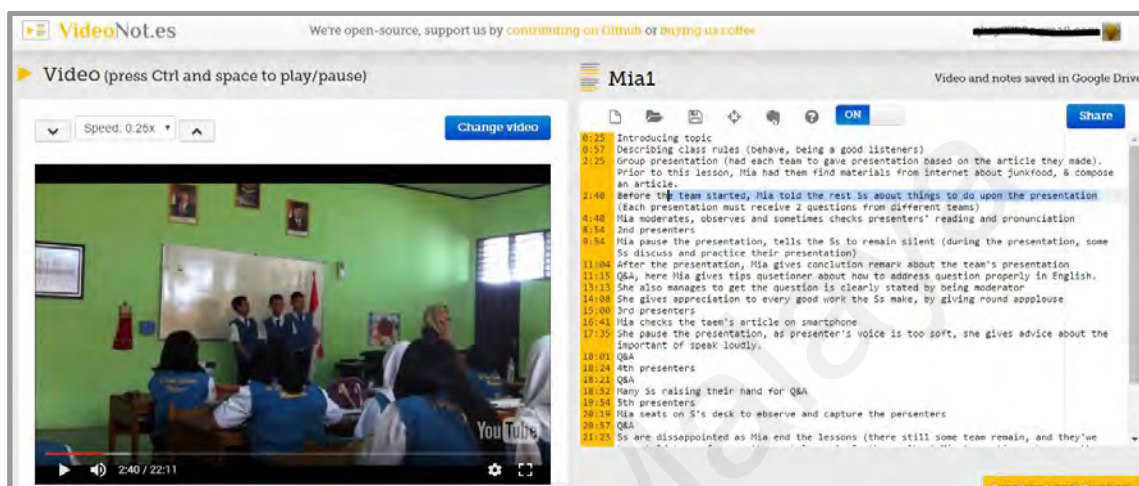 VideoNot.es
We're open-source, support us by contributing on Github or buying us coffee
Video (press Ctrl and space to play/pause)
Mia1
Video and notes saved in Google Drive
Speed: 0.25x
Change video
ON
Share
0:25 Introducing topic
0:57 Describing class rules (behave, being a good listeners)
2:25 Group presentation (had each team to gave presentation based on the article they made).
Prior to this lesson, Mia had them find materials from internet about junkfood, & compose
an article.
2:40 Before the team started, Mia told the rest Ss about things to do upon the presentation
(Each presentation must receive 2 questions from different teams)
4:40 Mia moderates, observes and sometimes checks presenters' reading and pronunciation
8:54 2nd presenters
9:54 Mia pause the presentation, tells the Ss to remain silent (during the presentation, some
Ss discuss and practice their presentation)
11:04 After the presentation, Mia gives conclution remark about the team's presentation
11:15 Q&A, here Mia gives tips qusetioner about how to address question properly in English.
13:13 She also manages to get the question is clearly stated by being moderator
14:08 She gives appreciation to every good work the Ss make, by giving round appplouse
15:00 3rd presenters
16:41 Mia checks the taem's article on smartphone
17:35 She pause the presentation, as presenter's voice is too soft, she gives advice about the
important of speak loudly.
18:01 Q&A
18:24 4th presenters
18:21 Q&A
18:52 Many Ss raising their hand for Q&A
19:54 5th presenters
20:19 Mia seats on S's desk to observe and capture the persenters
20:57 Q&A
21:23 Ss are dissappointed as Mia end the lessons (there still some team remain, and they'we
YouTube
2:40 / 22:11